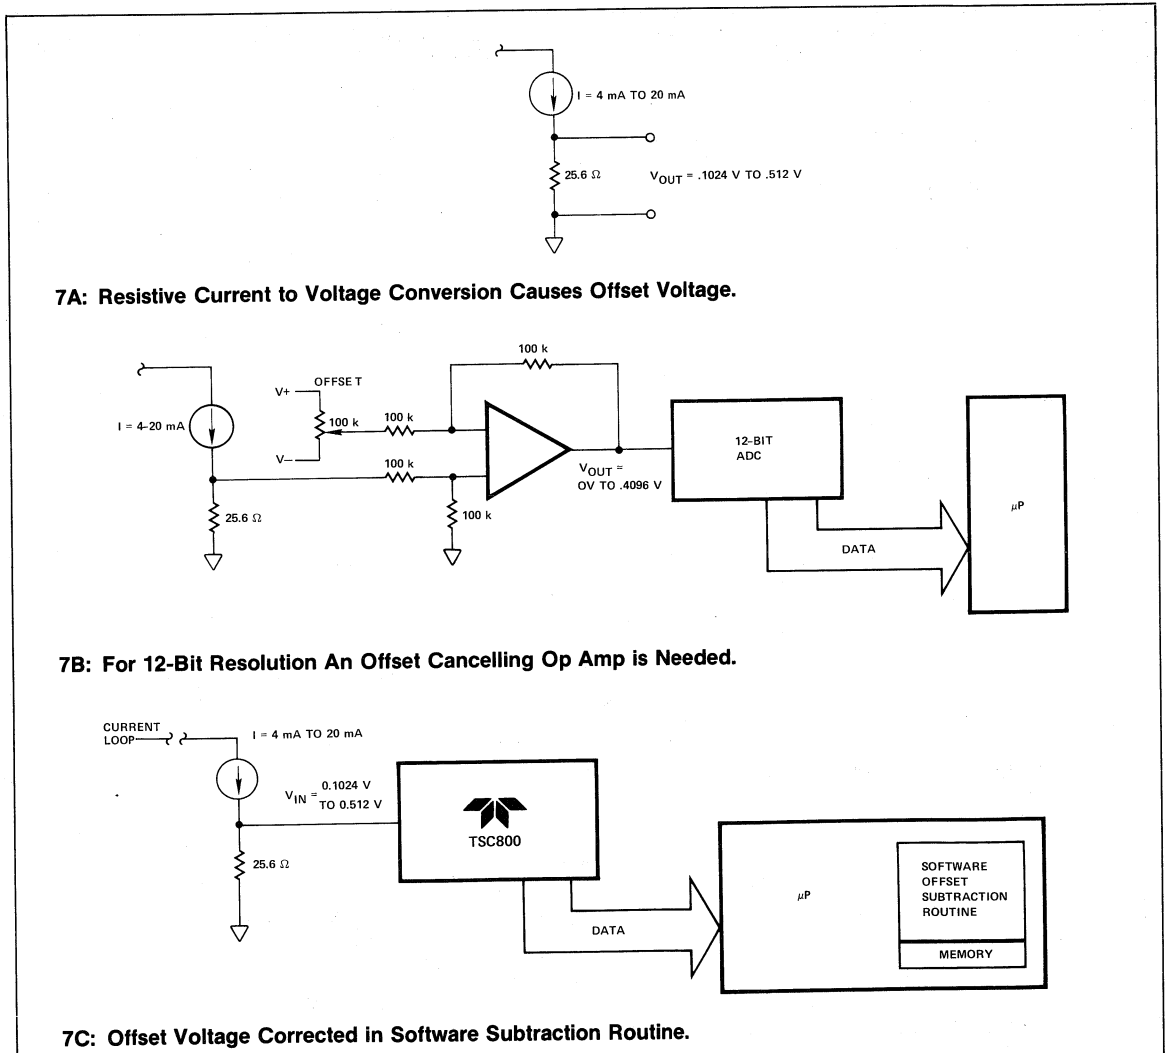 I = 4 mA TO 20 mA
25.6 Ω
VOUT = .1024 V TO .512 V
7A: Resistive Current to Voltage Conversion Causes Offset Voltage.
100 k
V+
OFFSET
I = 4-20 mA
100 k
100 k
V—
100 k
VOUT =
OV TO .4096 V
12-BIT
ADC
μP
25.6 Ω
100 k
DATA
7B: For 12-Bit Resolution An Offset Cancelling Op Amp is Needed.
CURRENT
LOOP
I = 4 mA TO 20 mA
VIN = 0.1024 V
TO 0.512 V
TSC800
25.6 Ω
DATA
μP
SOFTWARE
OFFSET
SUBTRACTION
ROUTINE
MEMORY
7C: Offset Voltage Corrected in Software Subtraction Routine.